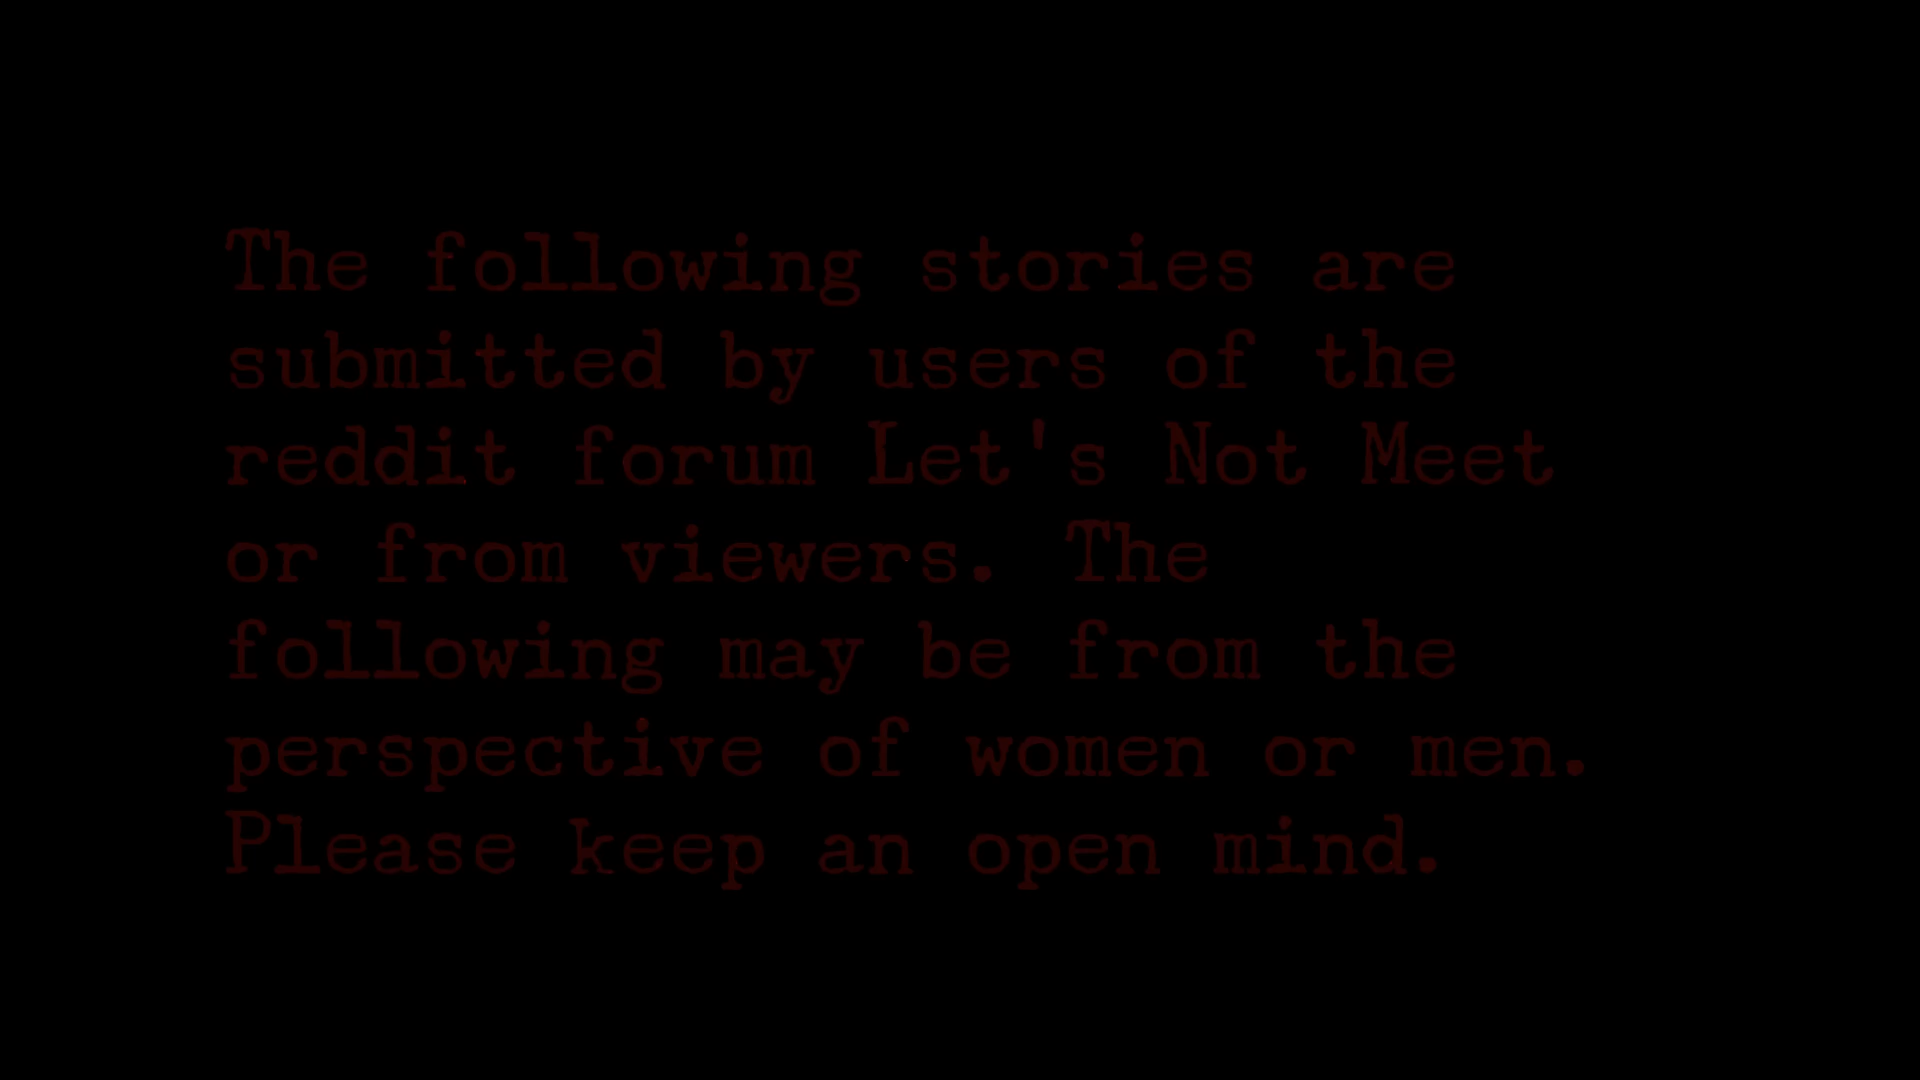 The following stories are
submitted by users of the
reddit forum Let's Not Meet
or from viewers. The
following may be from the
perspective of women or men.
Please keep an open mind.